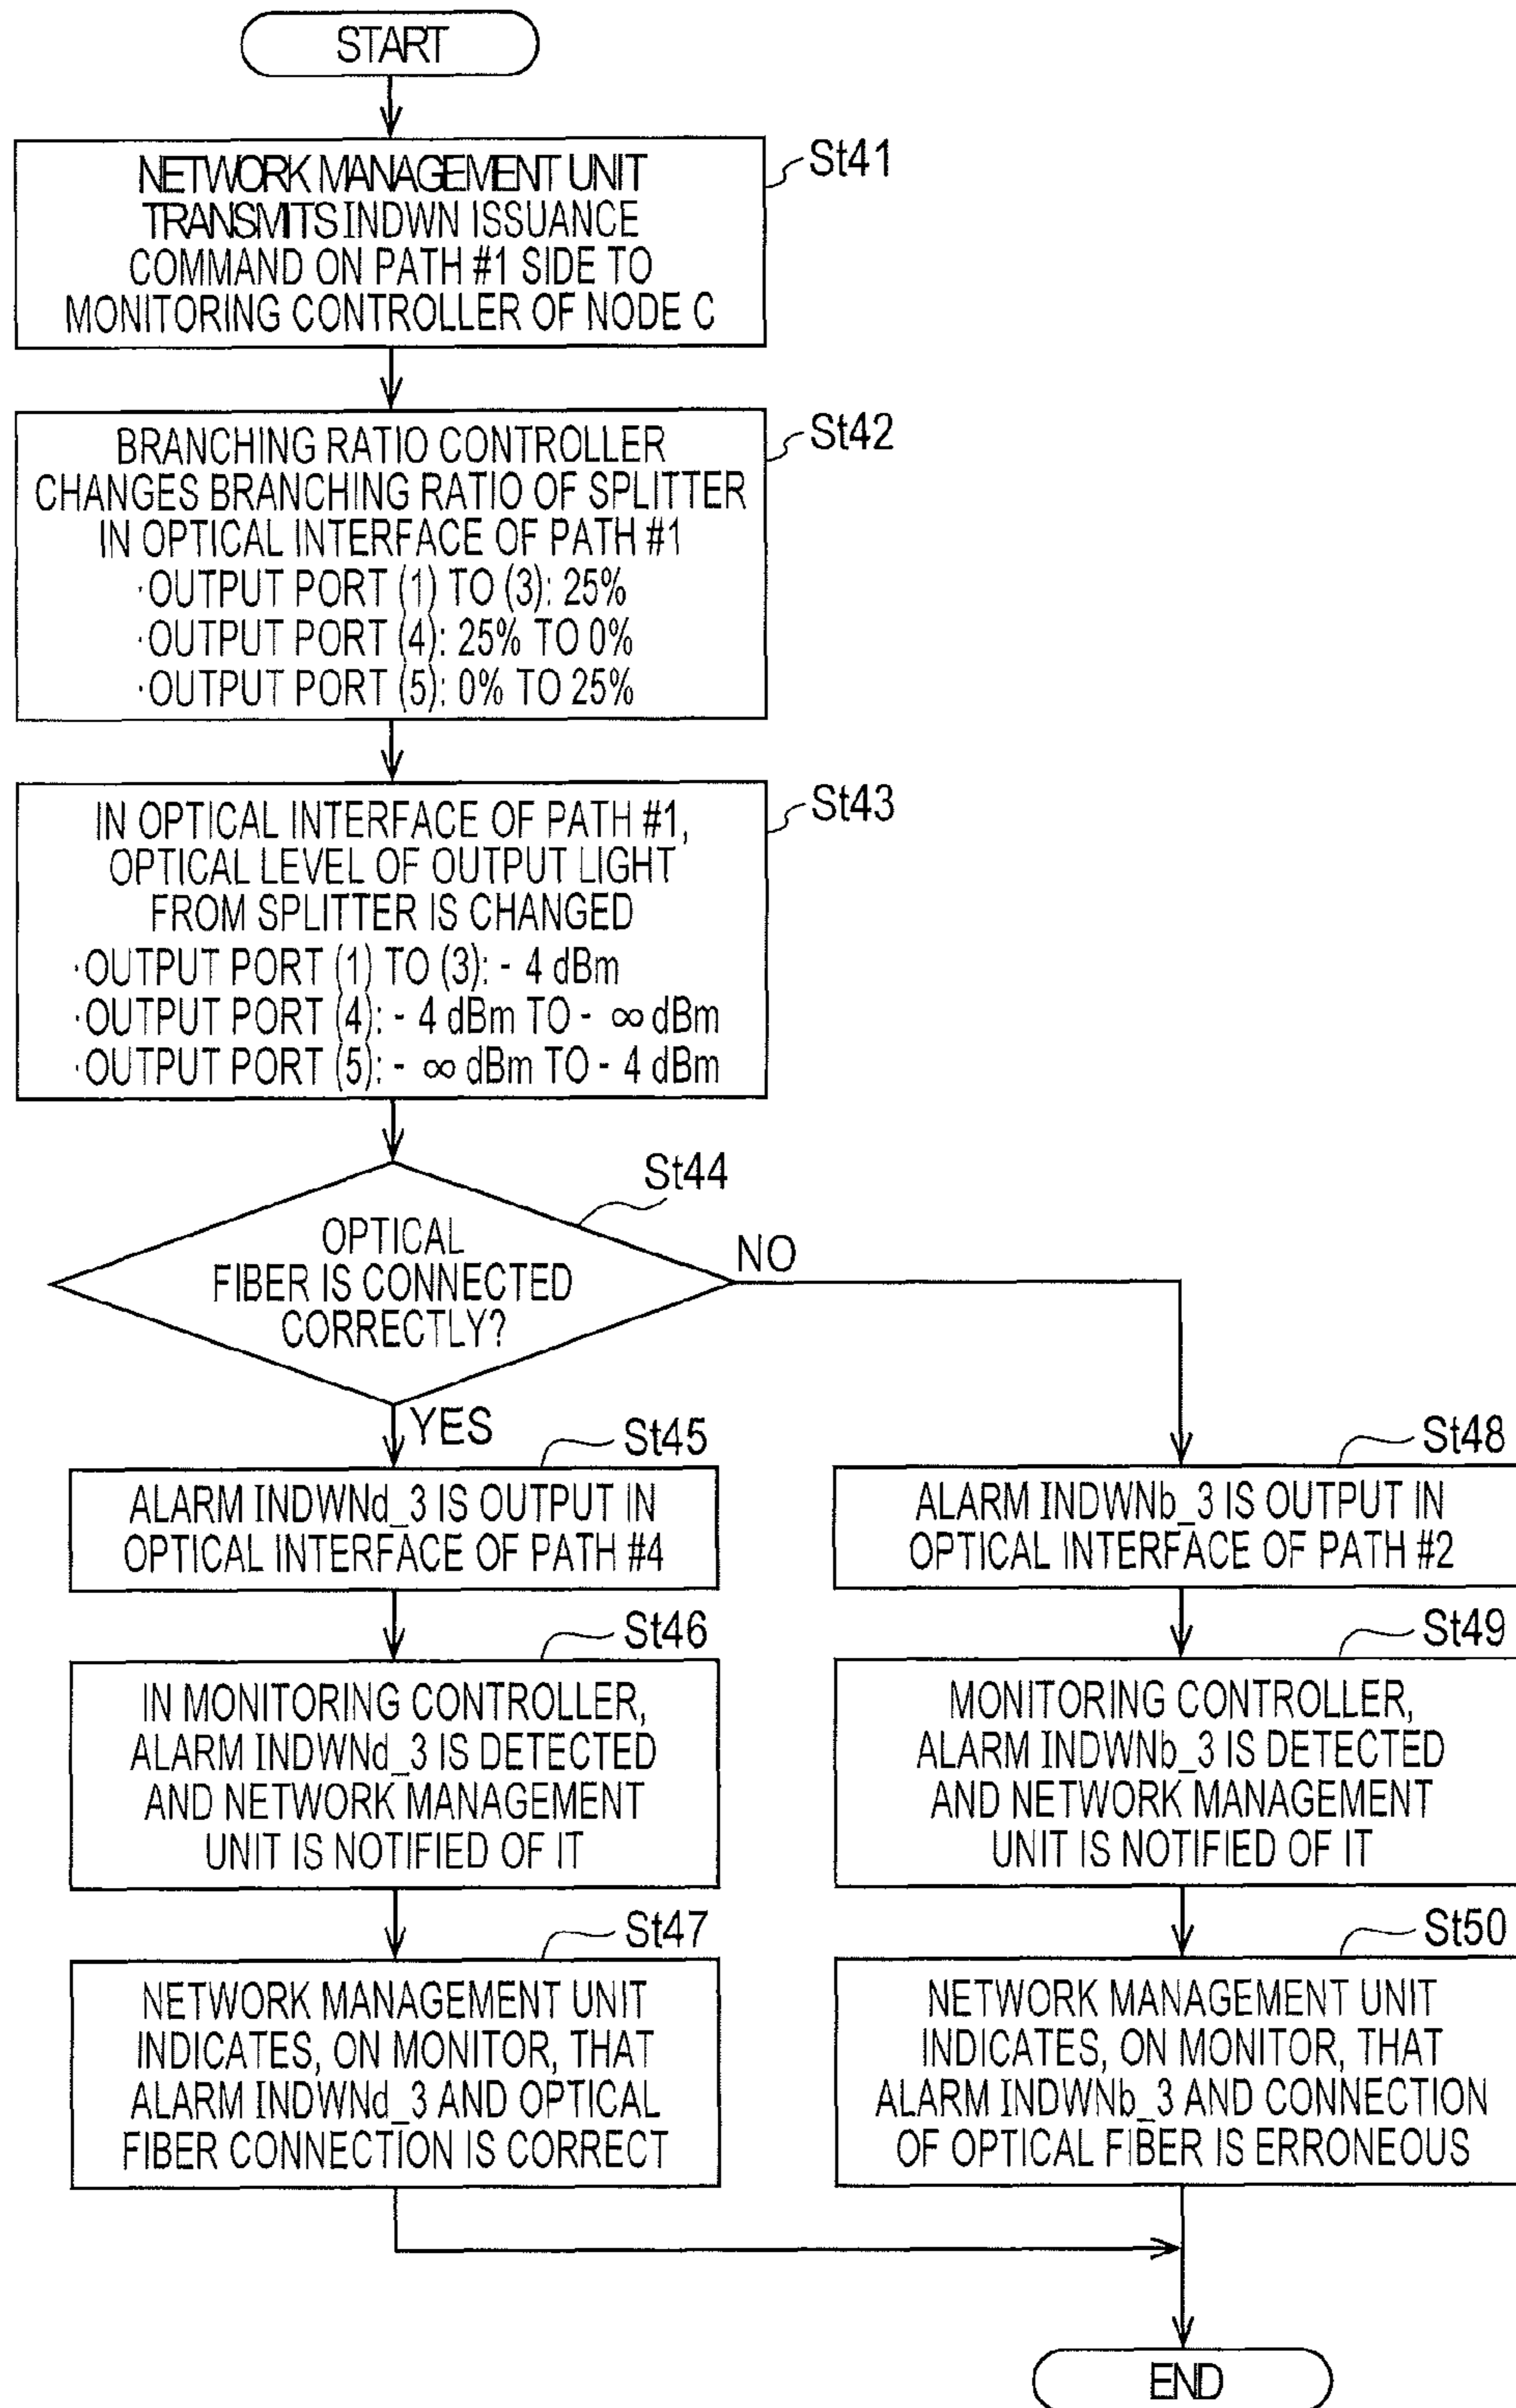 START
St41
NETWORK MANAGEMENT UNIT
TRANSMITS INDWN ISSUANCE
COMMAND ON PATH #1 SIDE TO
MONITORING CONTROLLER OF NODE C
St42
BRANCHING RATIO CONTROLLER
CHANGES BRANCHING RATIO OF SPLITTER
IN OPTICAL INTERFACE OF PATH #1
·OUTPUT PORT (1) TO (3): 25%
·OUTPUT PORT (4): 25% TO 0%
·OUTPUT PORT (5): 0% TO 25%
St43
IN OPTICAL INTERFACE OF PATH #1,
OPTICAL LEVEL OF OUTPUT LIGHT
FROM SPLITTER IS CHANGED
·OUTPUT PORT (1) TO (3): - 4 dBm
·OUTPUT PORT (4): - 4 dBm TO - ∞ dBm
·OUTPUT PORT (5): - ∞ dBm TO - 4 dBm
St44
OPTICAL
FIBER IS CONNECTED
CORRECTLY?
NO
YES
St45
ALARM INDWNd_3 IS OUTPUT IN
OPTICAL INTERFACE OF PATH #4
St46
IN MONITORING CONTROLLER,
ALARM INDWNd_3 IS DETECTED
AND NETWORK MANAGEMENT
UNIT IS NOTIFIED OF IT
St47
NETWORK MANAGEMENT UNIT
INDICATES, ON MONITOR, THAT
ALARM INDWNd_3 AND OPTICAL
FIBER CONNECTION IS CORRECT
St48
ALARM INDWNb_3 IS OUTPUT IN
OPTICAL INTERFACE OF PATH #2
St49
MONITORING CONTROLLER,
ALARM INDWNb_3 IS DETECTED
AND NETWORK MANAGEMENT
UNIT IS NOTIFIED OF IT
St50
NETWORK MANAGEMENT UNIT
INDICATES, ON MONITOR, THAT
ALARM INDWNb_3 AND CONNECTION
OF OPTICAL FIBER IS ERRONEOUS
END